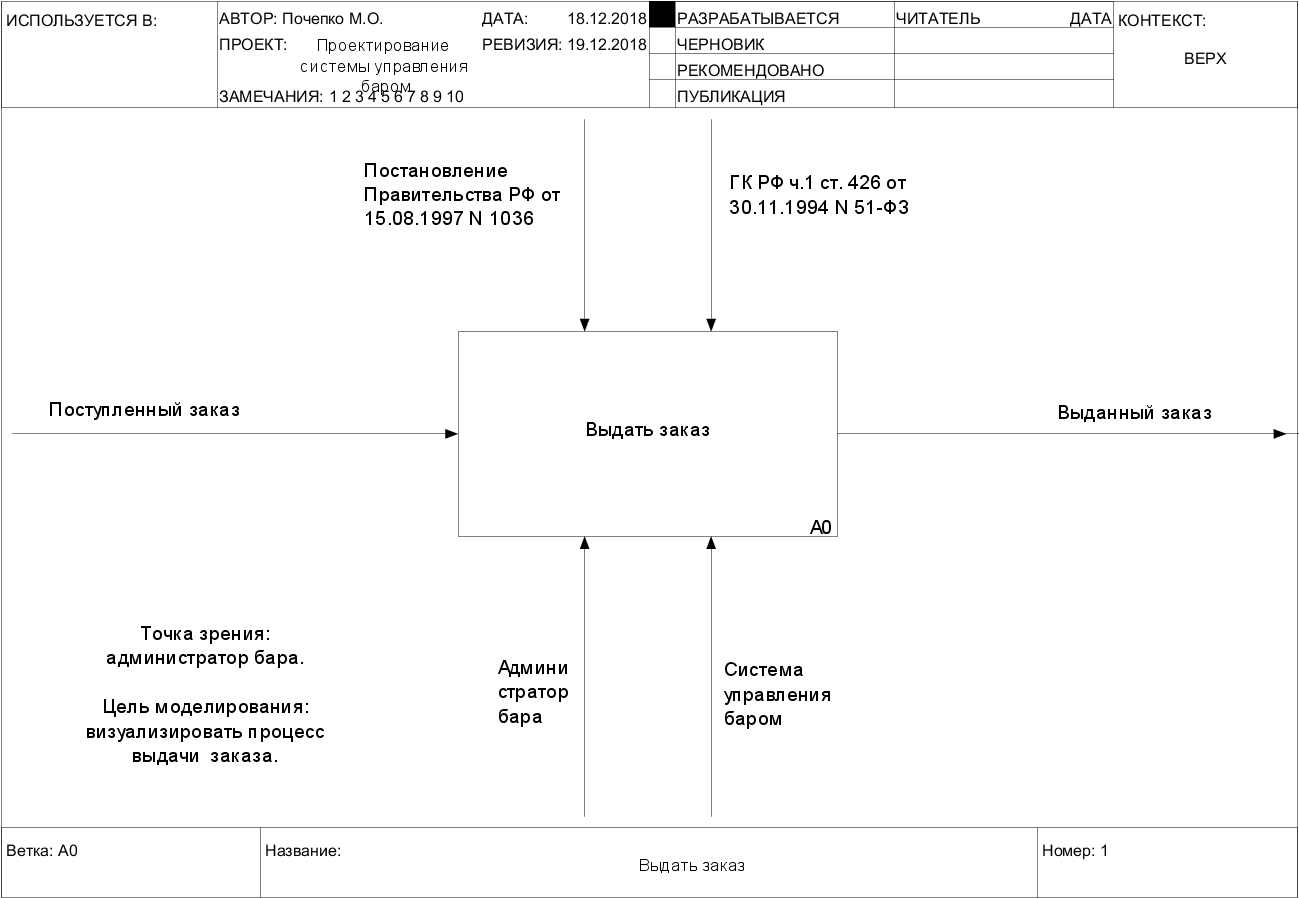 ИСПОЛЬЗУЕТСЯ В:
АВТОР: Почепко М.О.
ДАТА: 18.12.2018
ПРОЕКТ: Проектирование
системы управления
баром
РЕВИЗИЯ: 19.12.2018
ЗАМЕЧАНИЯ: 1 2 3 4 5 6 7 8 9 10
РАЗРАБАТЫВАЕТСЯ
ЧЕРНОВИК
РЕКОМЕНДОВАНО
ПУБЛИКАЦИЯ
ЧИТАТЕЛЬ ДАТА
КОНТЕКСТ:
ВЕРХ
Постановление
Правительства РФ от
15.08.1997 N 1036
ГК РФ ч.1 ст. 426 от
30.11.1994 N 51-ФЗ
Поступленный заказ
Выдать заказ
A0
Выданный заказ
Точка зрения:
администратор бара.
Цель моделирования:
визуализировать процесс
выдачи заказа.
Админи
стратор
бара
Система
управления
баром
Ветка: A0
Название:
Выдать заказ
Номер: 1